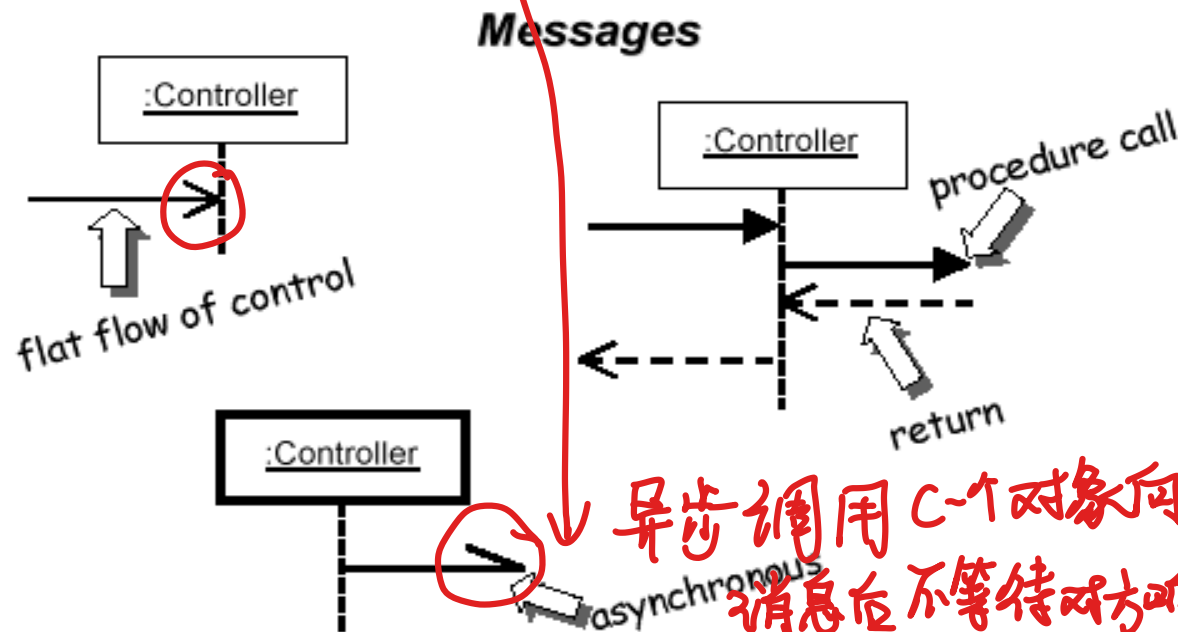 Messages
:Controller
:Controller
procedure call
flat flow of control
return
:Controller
异步调用(一个对象向
asynchronous
消息后不等待对方